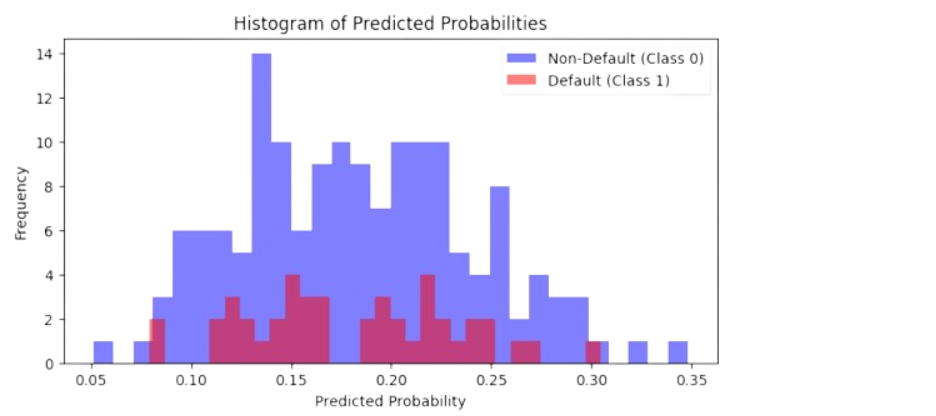 Histogram of Predicted Probabilities
Non-Default (Class 0)
Default (Class 1)
Frequency
14
12
10
8
6
4
2
0
0.05 0.10 0.15 0.20 0.25 0.30 0.35
Predicted Probability